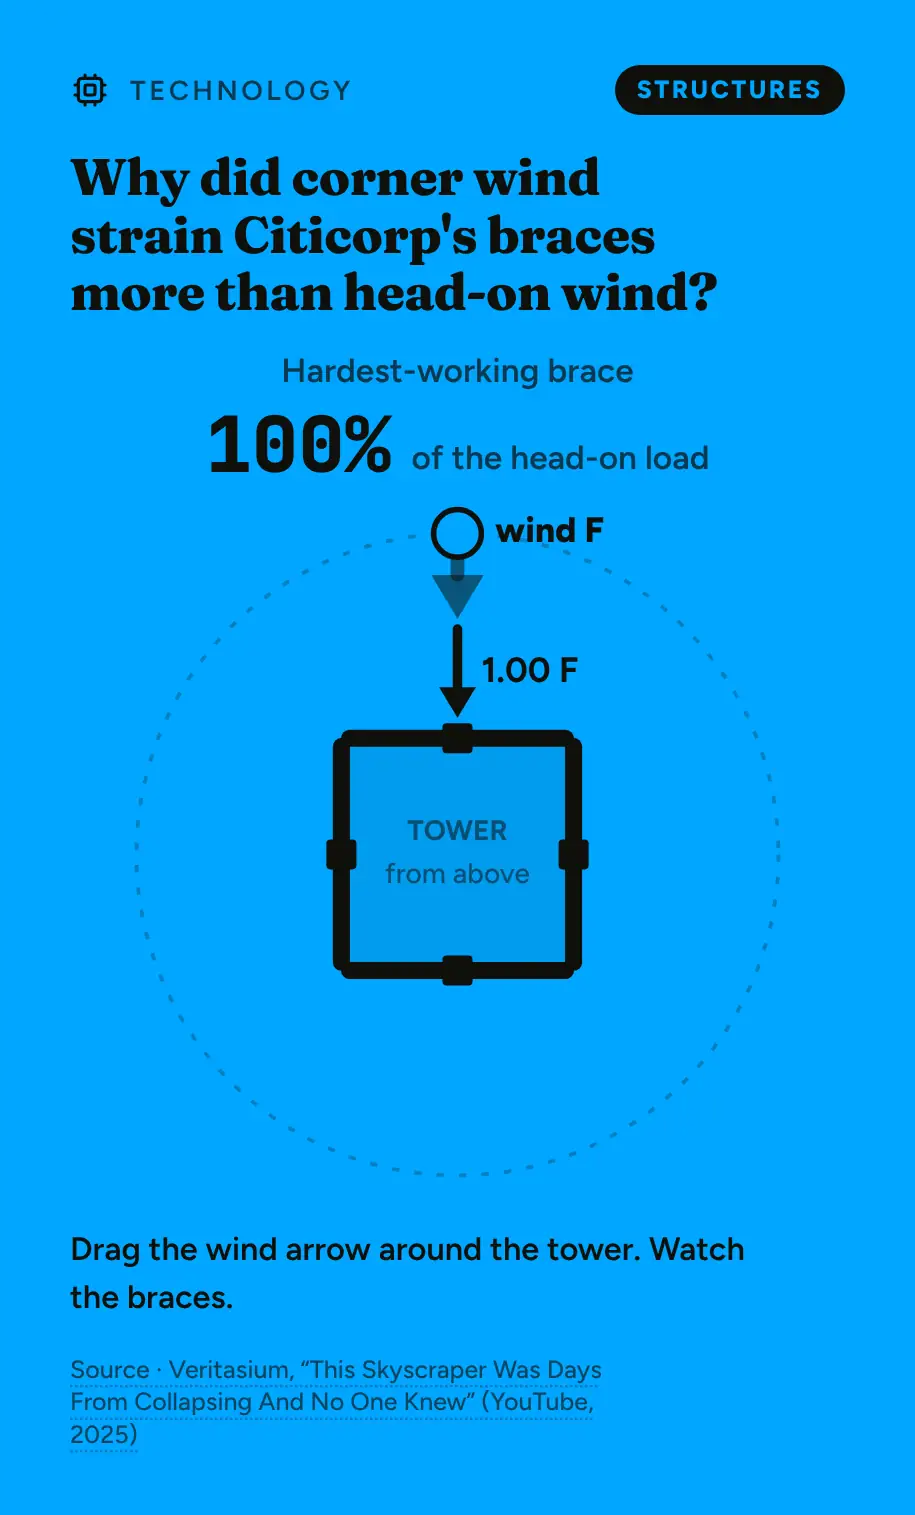 TECHNOLOGY
STRUCTURES
Why did corner wind
strain Citicorp's braces
more than head-on wind?
Hardest-working brace
100% of the head-on load
wind F
1.00 F
TOWER
from above
Drag the wind arrow around the tower. Watch
the braces.
Source · Veritasium, “This Skyscraper Was Days
From Collapsing And No One Knew” (YouTube,
2025)